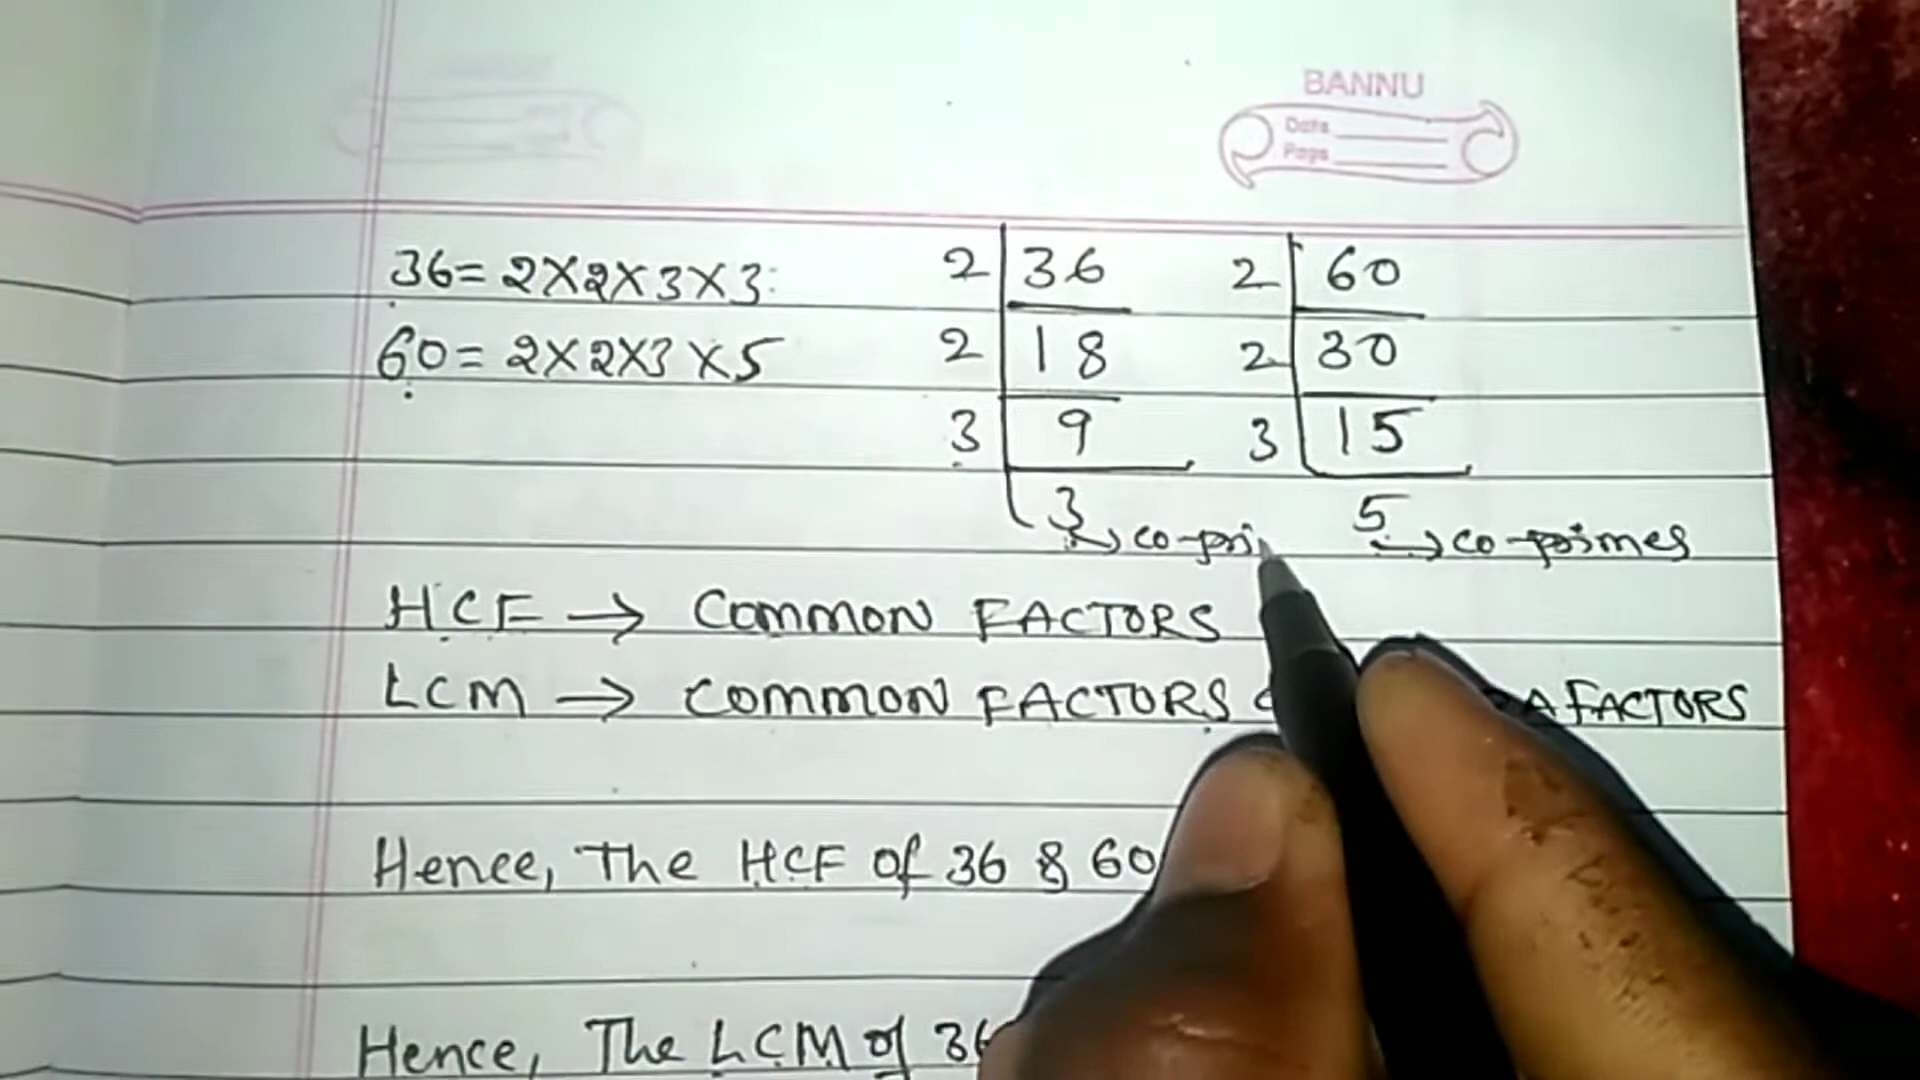 BANNU
Date
Page
36 = 2×2×3×3
60 = 2×2×3×5
2 36 2 60
2 18 2 30
3 9 3 15
3 5
co-pri co-primes
HCF → COMMON FACTORS
LCM → COMMON FACTORS FACTORS
Hence, The HCF of 36 & 60
Hence, The LCM of 36